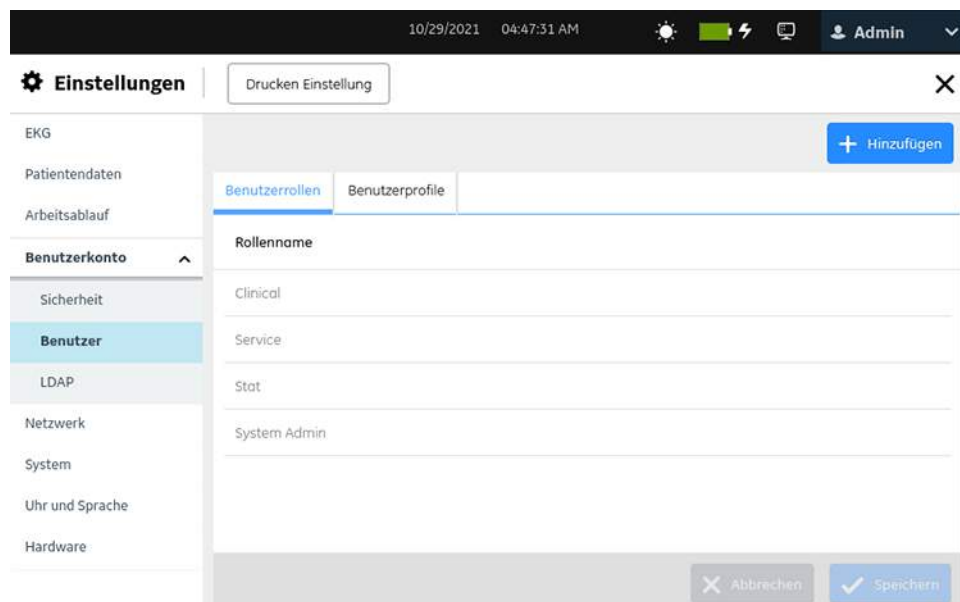 10/29/2021 04:47:31 AM Admin
Einstellungen Drucken Einstellung
EKG
Hinzufügen
Patientendaten
Benutzerrollen Benutzerprofile
Arbeitsablauf
Rollenname
Benutzerkonto
Clinical
Sicherheit
Benutzer
Service
LDAP
Stat
Netzwerk
System Admin
System
Uhr und Sprache
Hardware
Abbrechen Speichern